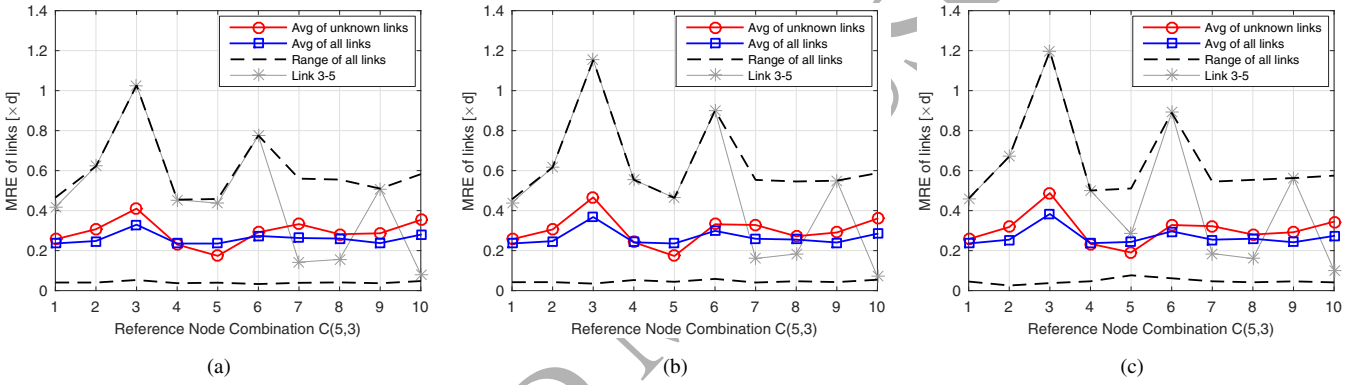 1.4
1.2
1
0.8
0.6
0.4
0.2
0
MRE of links [× d]
Avg of unknown links
Avg of all links
Range of all links
Link 3-5
1 2 3 4 5 6 7 8 9 10
Reference Node Combination C(5,3)
(a)
1.4
1.2
1
0.8
0.6
0.4
0.2
0
MRE of links [× d]
Avg of unknown links
Avg of all links
Range of all links
Link 3-5
1 2 3 4 5 6 7 8 9 10
Reference Node Combination C(5,3)
(b)
1.4
1.2
1
0.8
0.6
0.4
0.2
0
MRE of links [× d]
Avg of unknown links
Avg of all links
Range of all links
Link 3-5
1 2 3 4 5 6 7 8 9 10
Reference Node Combination C(5,3)
(c)